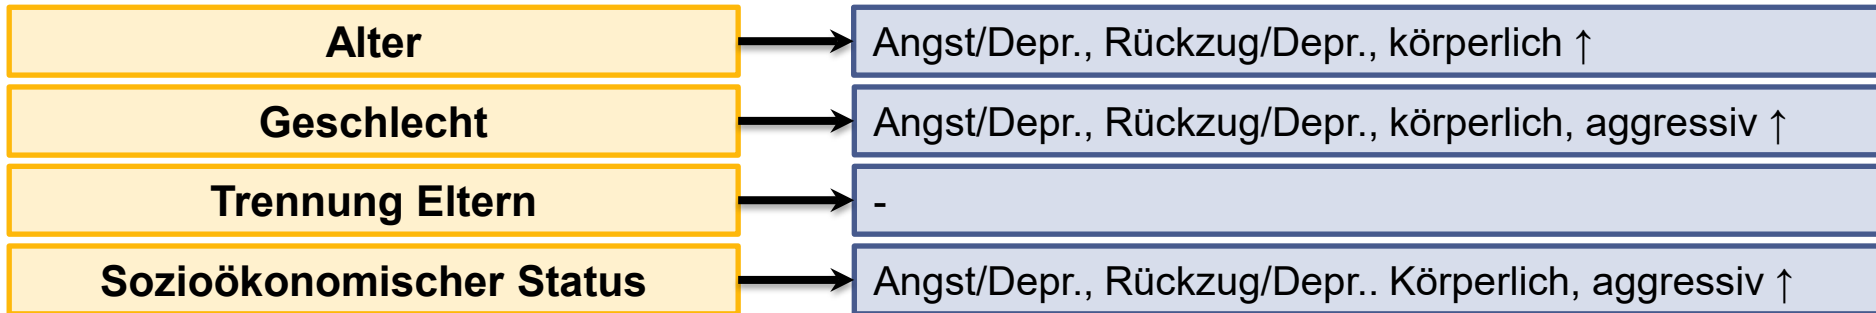 Alter
Angst/Depr., Rückzug/Depr., körperlich ↑
Geschlecht
Angst/Depr., Rückzug/Depr., körperlich, aggressiv ↑
Trennung Eltern
-
Sozioökonomischer Status
Angst/Depr., Rückzug/Depr.. Körperlich, aggressiv ↑